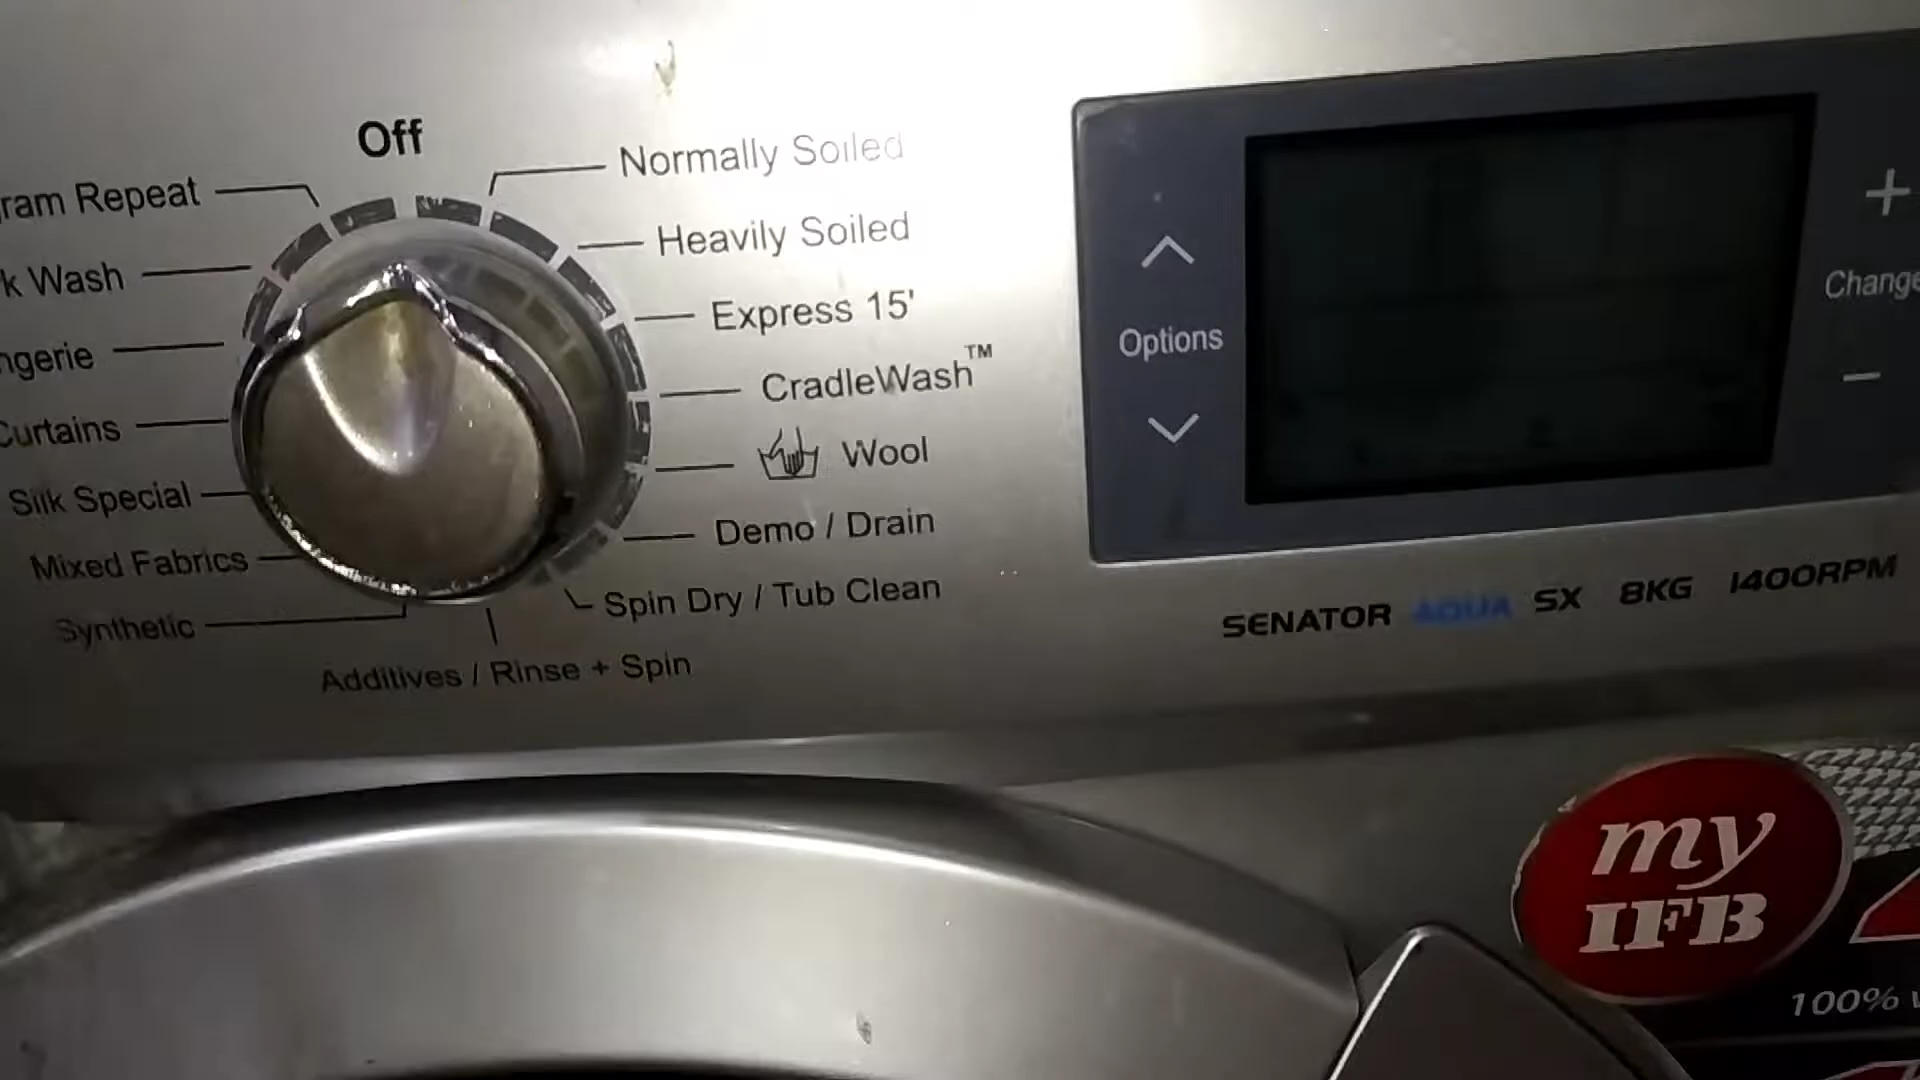 Off
Normally Soiled
Heavily Soiled
Express 15'
CradleWash™
Wool
Demo / Drain
Spin Dry / Tub Clean
Additives / Rinse + Spin
Synthetic
Mixed Fabrics
Silk Special
Curtains
ngerie
k Wash
ram Repeat
Options
+
Change
−
SENATOR AQUA SX 8KG 1400RPM
my
IFB
100%